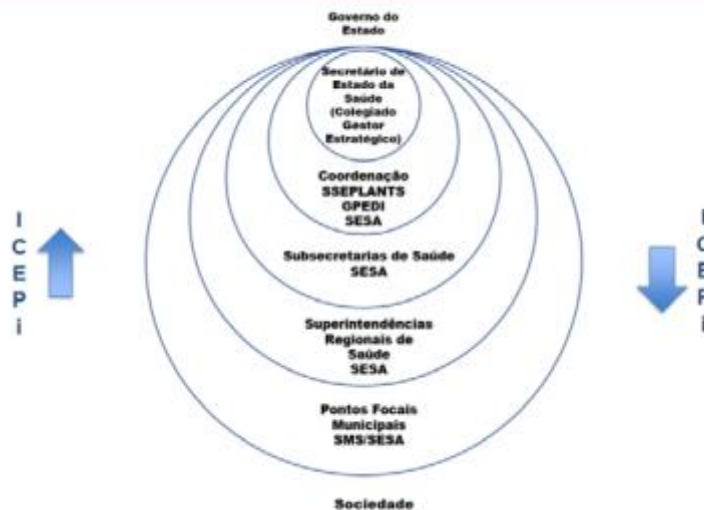 Governo do
Estado
Secretário de
Estado da
Saúde
(Colegiado
Gestor
Estratégico)
Coordenação
SSEPLANTS
GPEDI
SESA
Subsecretarias de Saúde
SESA
Superintendências
Regionais de
Saúde
SESA
Pontos Focais
Municipais
SMS/SESA
Sociedade
I
C
E
P
i